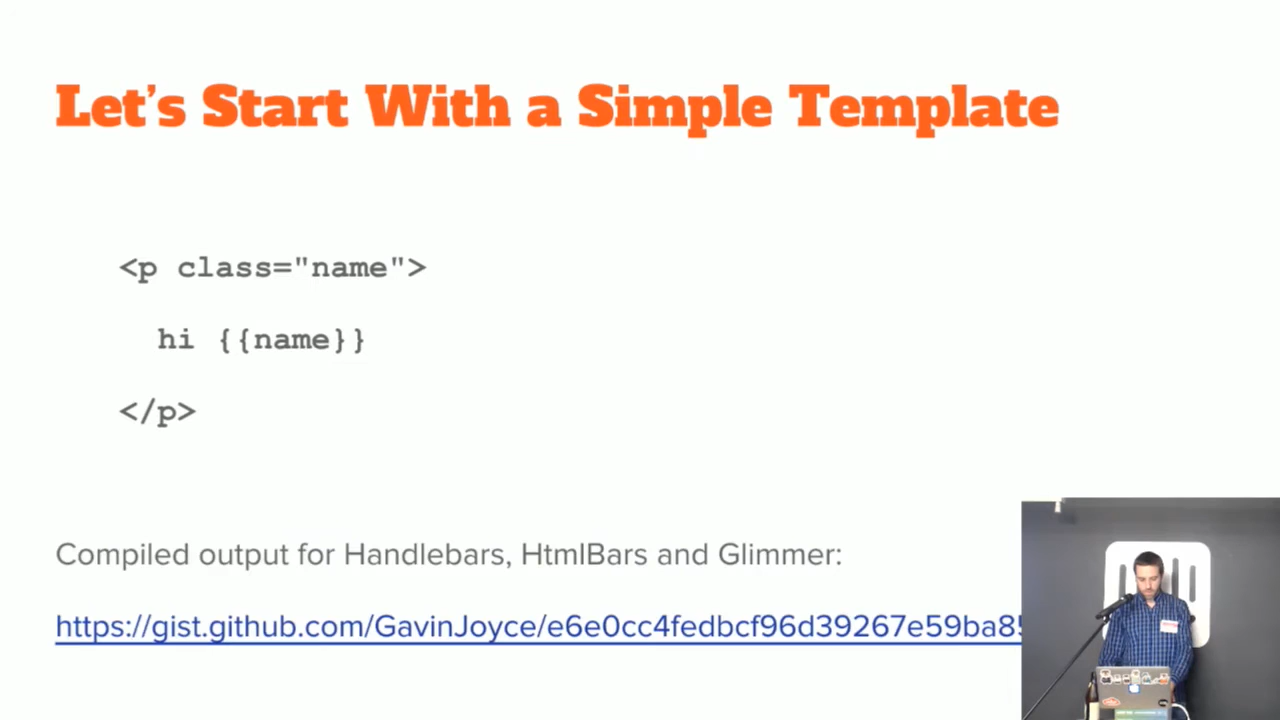 Let's Start With a Simple Template
<p class="name">
hi {{name}}
</p>
Compiled output for Handlebars, HtmlBars and Glimmer:
https://gist.github.com/GavinJoyce/e6e0cc4fedbcf96d39267e59ba85